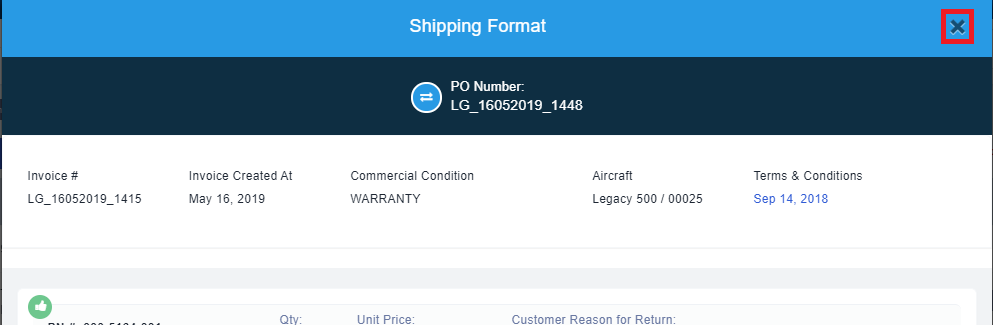 Shipping Format
PO Number:
LG_16052019_1448
Invoice #
Invoice Created At
Commercial Condition
Aircraft
Terms & Conditions
LG_16052019_1415
May 16, 2019
WARRANTY
Legacy 500 / 00025
Sep 14, 2018
Qty:
Unit Price:
Customer Reason for Return: